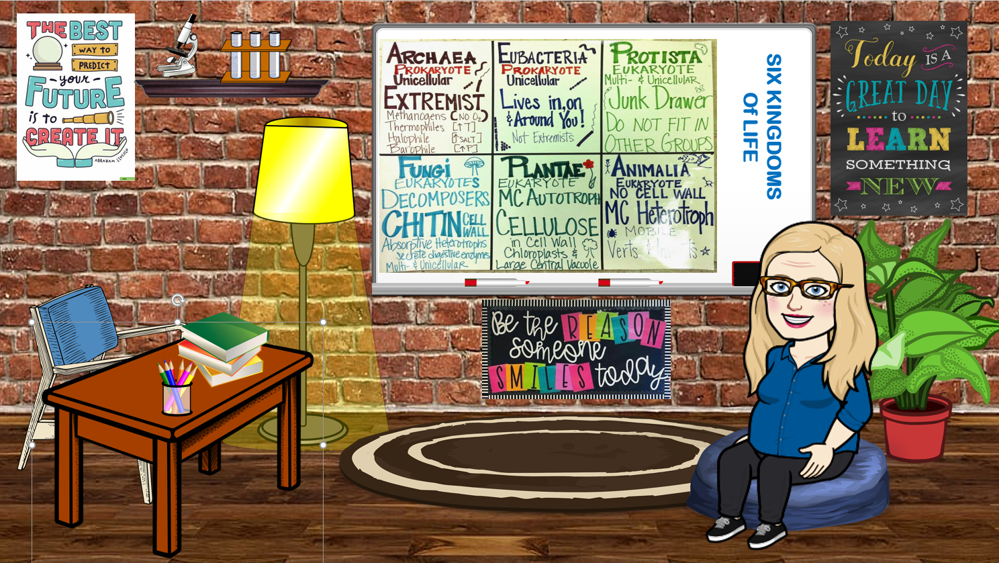 THE BEST
WAY TO
PREDICT
your
FUTURE
is TO
CREATE IT
ABRAHAM LINCOLN
ARCHAEA
PROKARYOTE
Unicellular
EXTREMIST
Methanogens [NO O₂]
Thermophiles [↑T]
Halophile [↑SALT]
Barophile [↑P]
EUBACTERIA
PROKARYOTE
Unicellular
Lives in, on
& Around You!
Not Extremists
PROTISTA
EUKARYOTE
Multi- & Unicellular
Junk Drawer
DO NOT FIT IN
OTHER GROUPS
FUNGi
EUKARYOTES
DECOMPOSERS
CHITIN CELL WALL
Absorptive Heterotrophs
secrete digestive enzymes
Multi- & Unicellular
PLANTAE
EUKARYOTE
MC AUTOTROPH
CELLULOSE
in Cell Wall
Chloroplasts &
Large Central Vacuole
ANIMALIA
EUKARYOTE
NO CELL WALL
MC Heterotroph
MOBILE
Verts
SIX KINGDOMS
Of LIFE
Today IS A
GREAT DAY
to
LEARN
SOMETHING
NEW
Be the REASON
someone
SMILES today